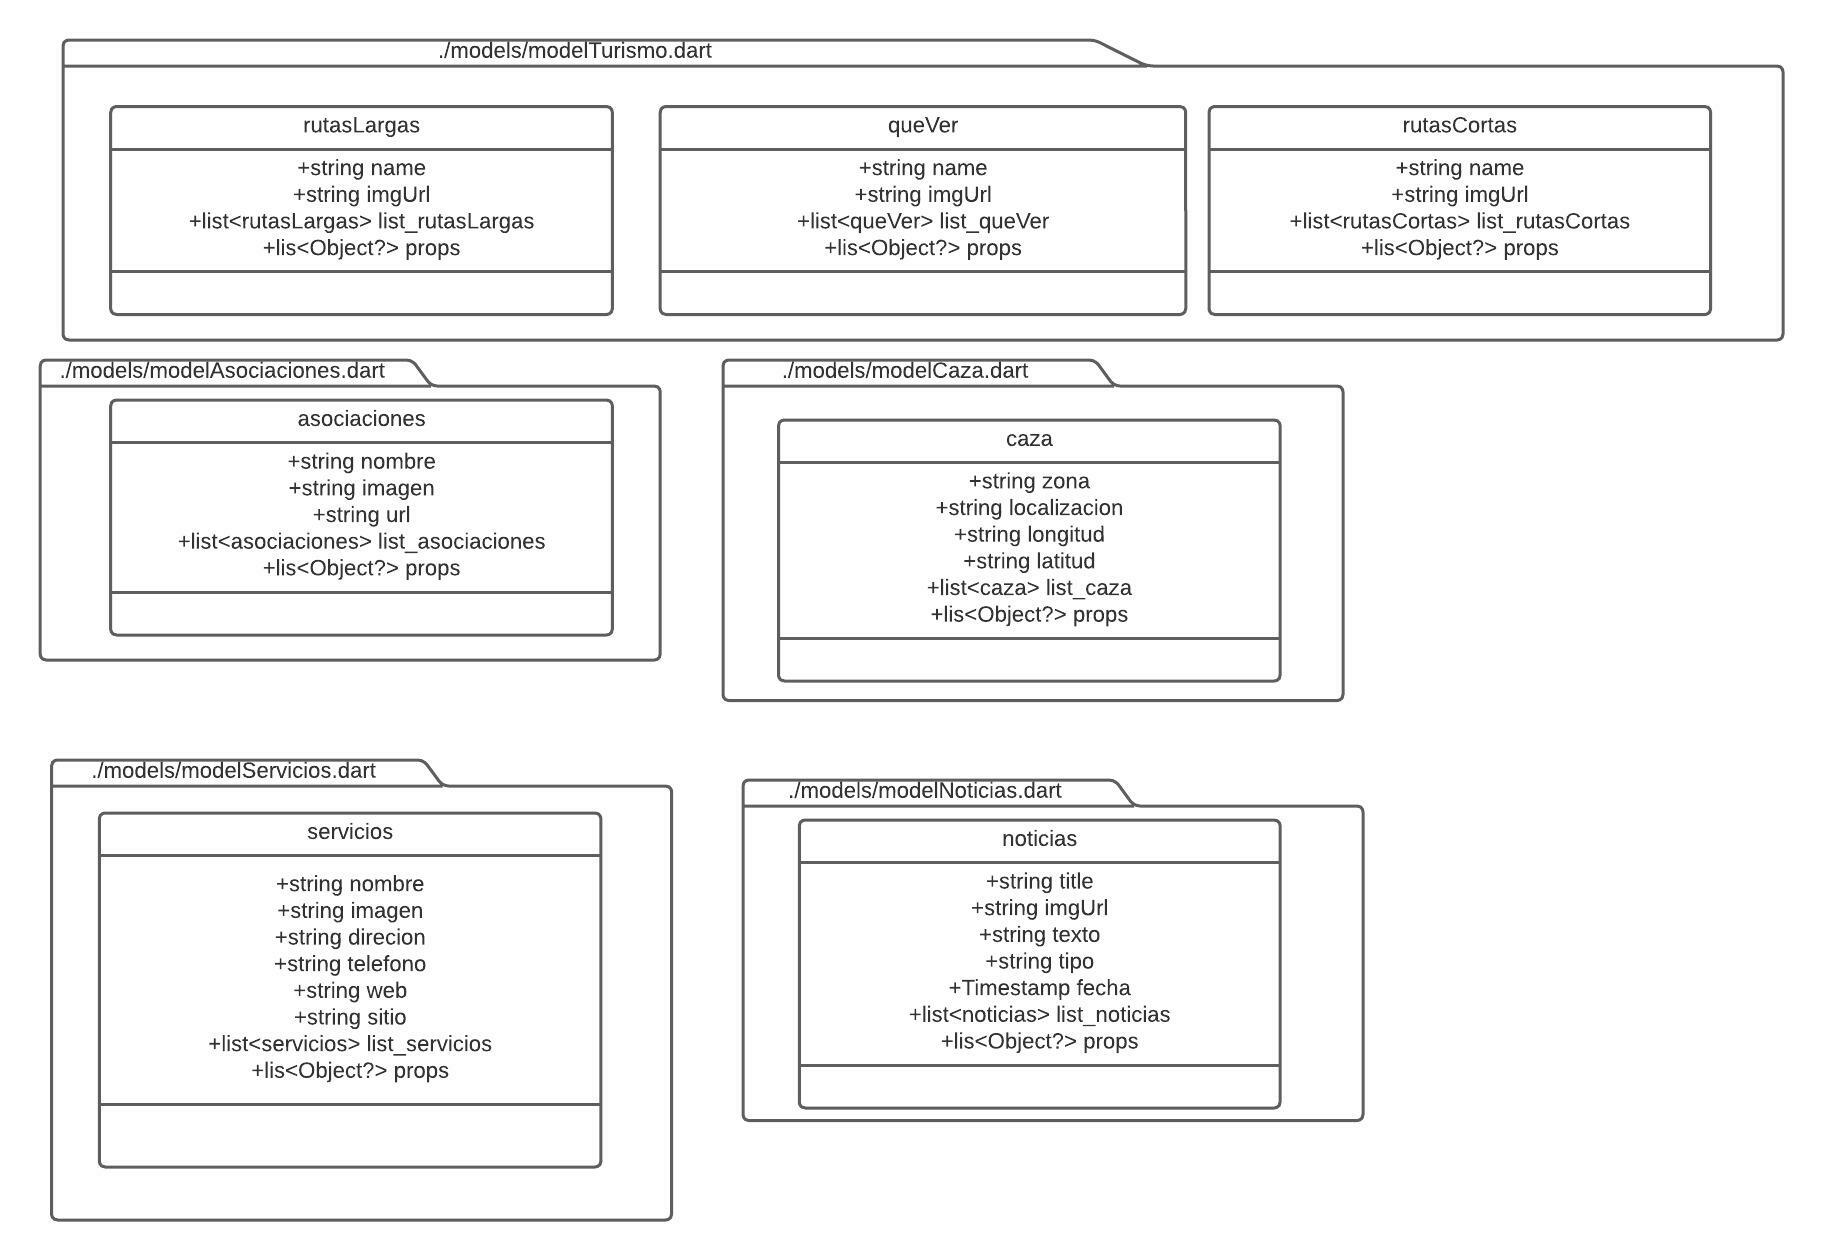 ./models/modelTurismo.dart
rutasLargas
+string name
+string imgUrl
+list<rutasLargas> list_rutasLargas
+lis<Object?> props
queVer
+string name
+string imgUrl
+list<queVer> list_queVer
+lis<Object?> props
rutasCortas
+string name
+string imgUrl
+list<rutasCortas> list_rutasCortas
+lis<Object?> props
./models/modelAsociaciones.dart
asociaciones
+string nombre
+string imagen
+string url
+list<asociaciones> list_asociaciones
+lis<Object?> props
./models/modelCaza.dart
caza
+string zona
+string localizacion
+string longitud
+string latitud
+list<caza> list_caza
+lis<Object?> props
./models/modelServicios.dart
servicios
+string nombre
+string imagen
+string direcion
+string telefono
+string web
+string sitio
+list<servicios> list_servicios
+lis<Object?> props
./models/modelNoticias.dart
noticias
+string title
+string imgUrl
+string texto
+string tipo
+Timestamp fecha
+list<noticias> list_noticias
+lis<Object?> props